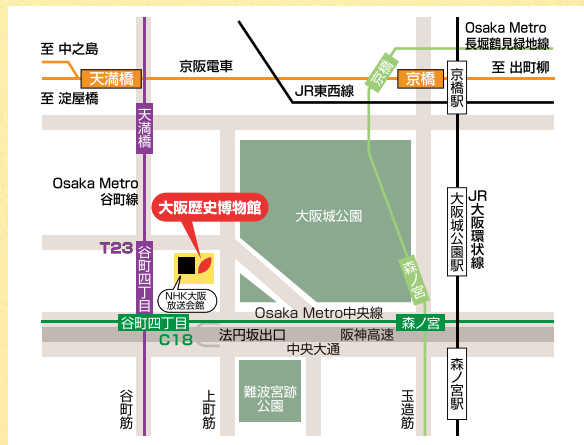 Osaka Metro
長堀鶴見緑地線
至 中之島
京阪電車
天満橋
京橋
京橋
京橋駅
至 出町柳
至 淀屋橋
JR東西線
天満橋
Osaka Metro
谷町線
大阪歴史博物館
大阪城公園
大阪城公園駅
JR大阪環状線
T23
谷町四丁目
森ノ宮
NHK大阪
放送会館
Osaka Metro中央線
谷町四丁目
森ノ宮
C18
法円坂出口
阪神高速
中央大通
森ノ宮駅
難波宮跡
公園
谷町筋
上町筋
玉造筋